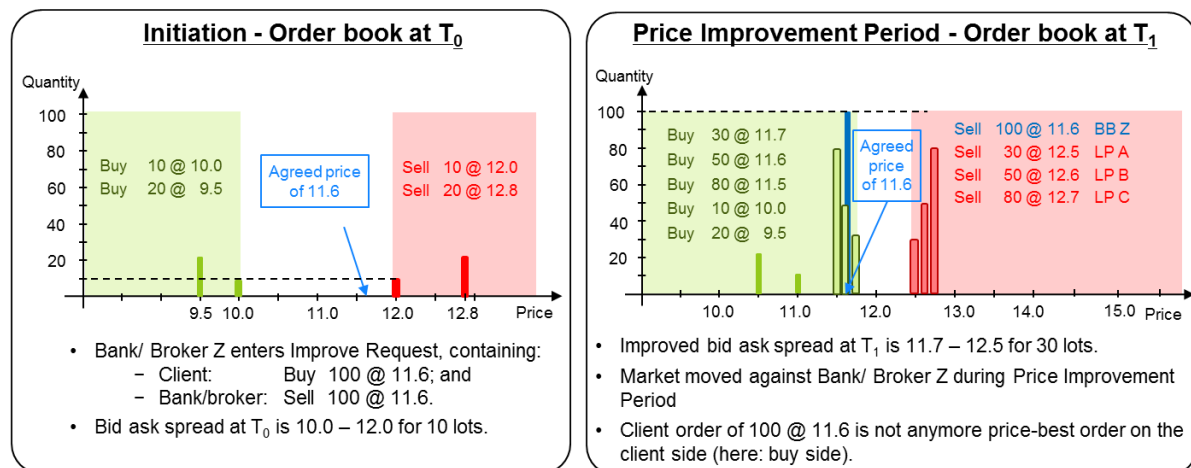 Initiation - Order book at T0
Quantity
100
80
60
40
20
Buy 10 @ 10.0
Buy 20 @ 9.5
Agreed price
of 11.6
Sell 10 @ 12.0
Sell 20 @ 12.8
9.5 10.0 11.0 12.0 12.8 Price
• Bank/ Broker Z enters Improve Request, containing:
− Client: Buy 100 @ 11.6; and
− Bank/broker: Sell 100 @ 11.6.
• Bid ask spread at T0 is 10.0 – 12.0 for 10 lots.
Price Improvement Period - Order book at T1
Quantity
100
80
60
40
20
Buy 30 @ 11.7
Buy 50 @ 11.6
Buy 80 @ 11.5
Buy 10 @ 10.0
Buy 20 @ 9.5
Agreed
price
of 11.6
Sell 100 @ 11.6 BB Z
Sell 30 @ 12.5 LP A
Sell 50 @ 12.6 LP B
Sell 80 @ 12.7 LP C
10.0 11.0 12.0 13.0 14.0 15.0 Price
• Improved bid ask spread at T1 is 11.7 – 12.5 for 30 lots.
• Market moved against Bank/ Broker Z during Price Improvement
Period
• Client order of 100 @ 11.6 is not anymore price-best order on the
client side (here: buy side).